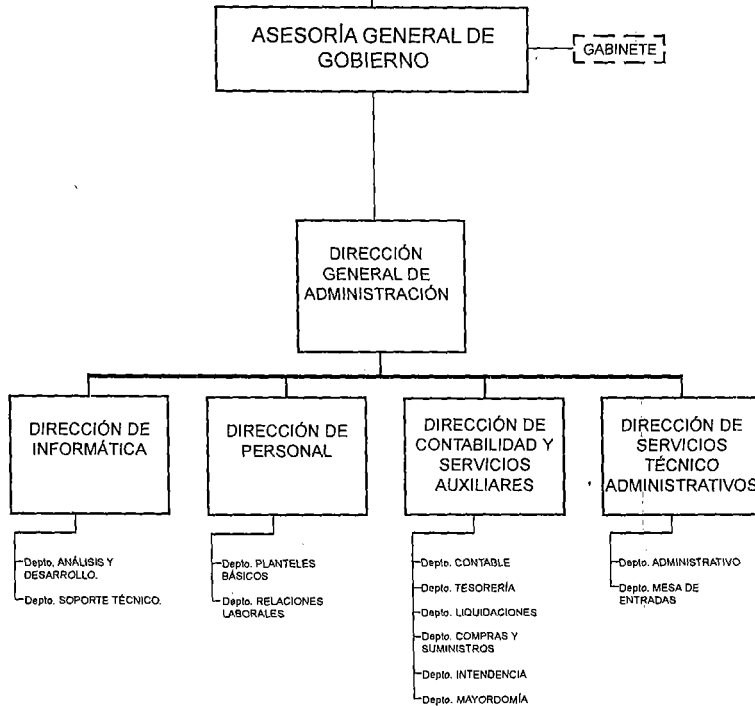 ASESORÍA GENERAL DE
GOBIERNO
GABINETE
DIRECCIÓN
GENERAL DE
ADMINISTRACIÓN
DIRECCIÓN DE
INFORMÁTICA
DIRECCIÓN DE
PERSONAL
DIRECCIÓN DE
CONTABILIDAD Y
SERVICIOS
AUXILIARES
DIRECCIÓN DE
SERVICIOS
TÉCNICO
ADMINISTRATIVOS
Depto. ANÁLISIS Y
DESARROLLO.
Depto. SOPORTE TÉCNICO.
Depto. PLANTELES
BÁSICOS
Depto. RELACIONES
LABORALES
Depto. CONTABLE
Depto. TESORERÍA
Depto. LIQUIDACIONES
Depto. COMPRAS Y
SUMINISTROS
Depto. INTENDENCIA
Depto. MAYORDOMÍA
Depto. ADMINISTRATIVO
Depto. MESA DE
ENTRADAS